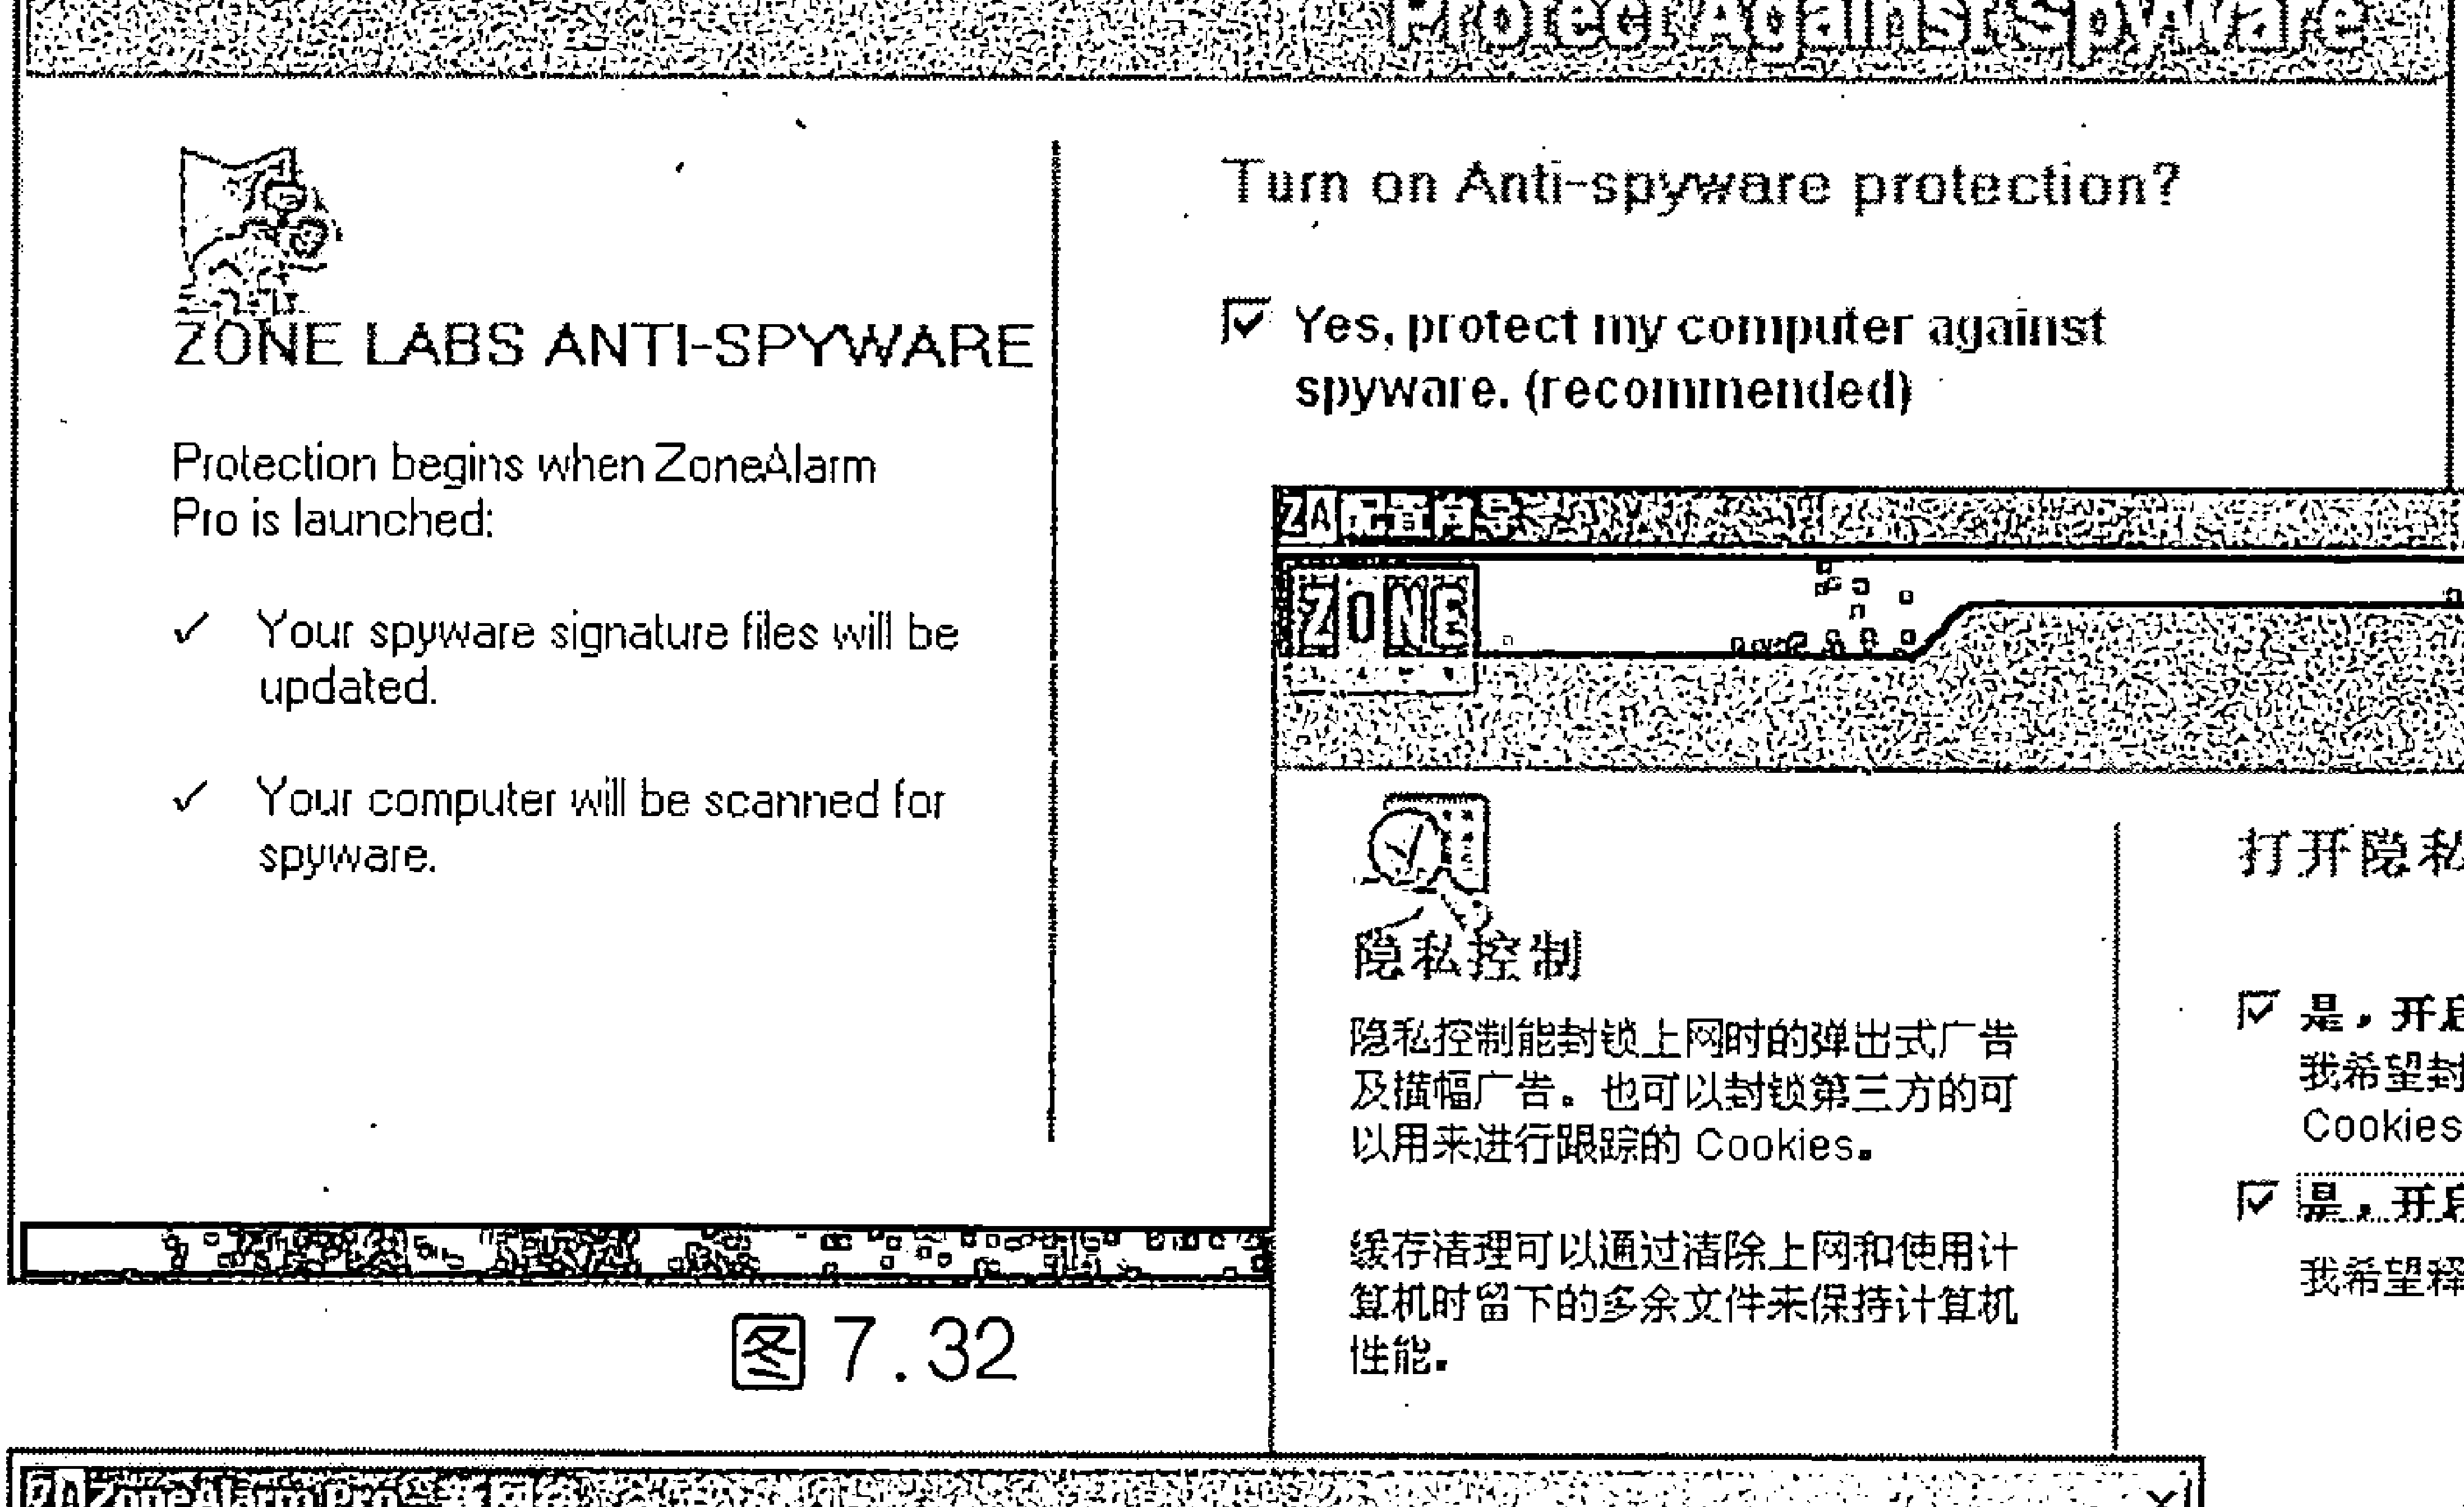 Protect Against Spyware
ZONE LABS ANTI-SPYWARE
Protection begins when ZoneAlarm
Pro is launched:
✓ Your spyware signature files will be
updated.
✓ Your computer will be scanned for
spyware.
Turn on Anti-spyware protection?
Yes, protect my computer against
spyware. (recommended)
图 7.32
ZA 配置向导
ZONE
隐私控制
隐私控制能封锁上网时的弹出式广告
及横幅广告。也可以封锁第三方的可
以用来进行跟踪的 Cookies。
缓存清理可以通过清除上网和使用计
算机时留下的多余文件来保持计算机
性能。
打开隐私
是，开启
我希望封
Cookies
是，开启
我希望释
ZA ZoneAlarm Pro